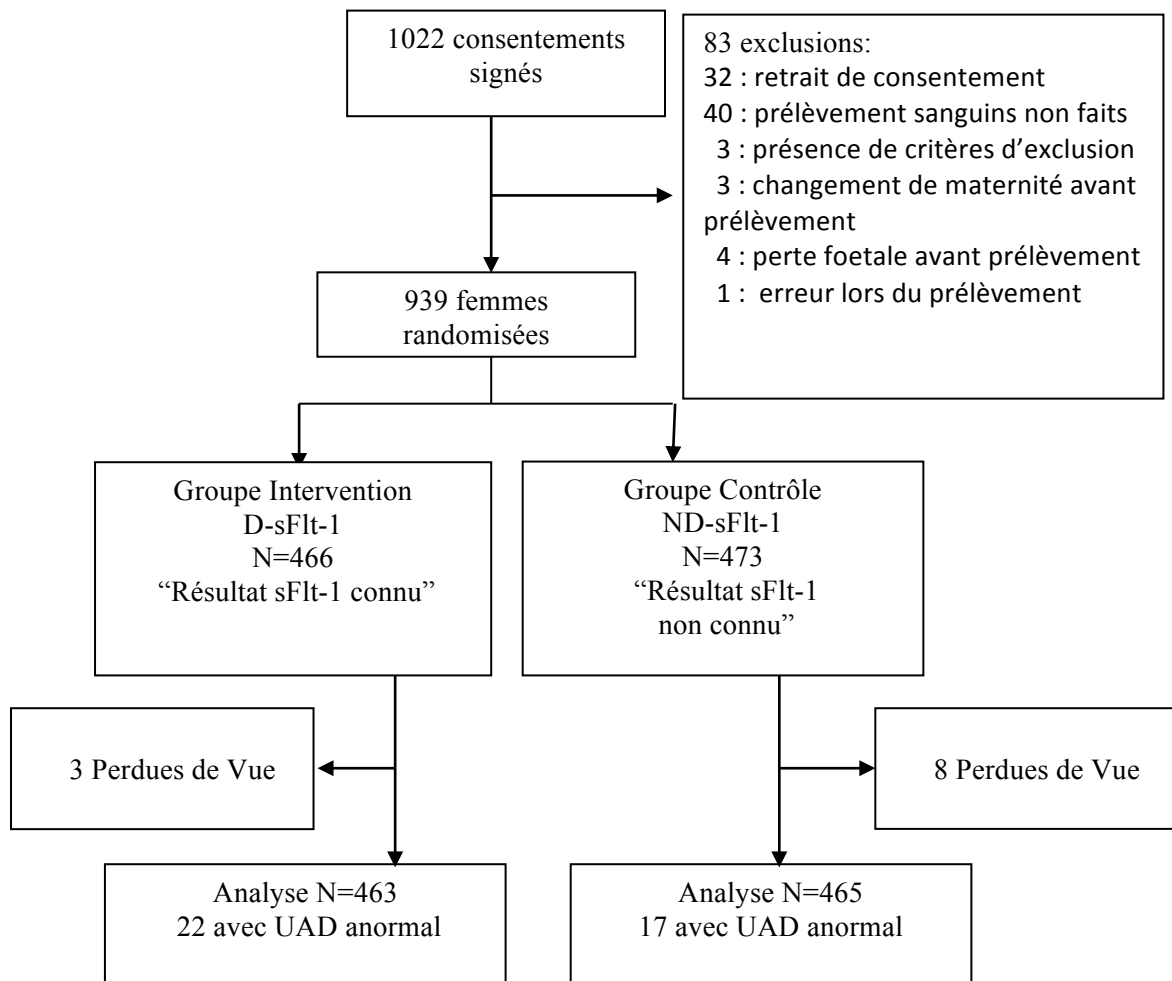 1022 consentements
signés
83 exclusions:
32 : retrait de consentement
40 : prélèvement sanguins non faits
3 : présence de critères d’exclusion
3 : changement de maternité avant
prélèvement
4 : perte foetale avant prélèvement
1 : erreur lors du prélèvement
939 femmes
randomisées
Groupe Intervention
D-sFlt-1
N=466
“Résultat sFlt-1 connu”
Groupe Contrôle
ND-sFlt-1
N=473
“Résultat sFlt-1
non connu”
3 Perdues de Vue
8 Perdues de Vue
Analyse N=463
22 avec UAD anormal
Analyse N=465
17 avec UAD anormal